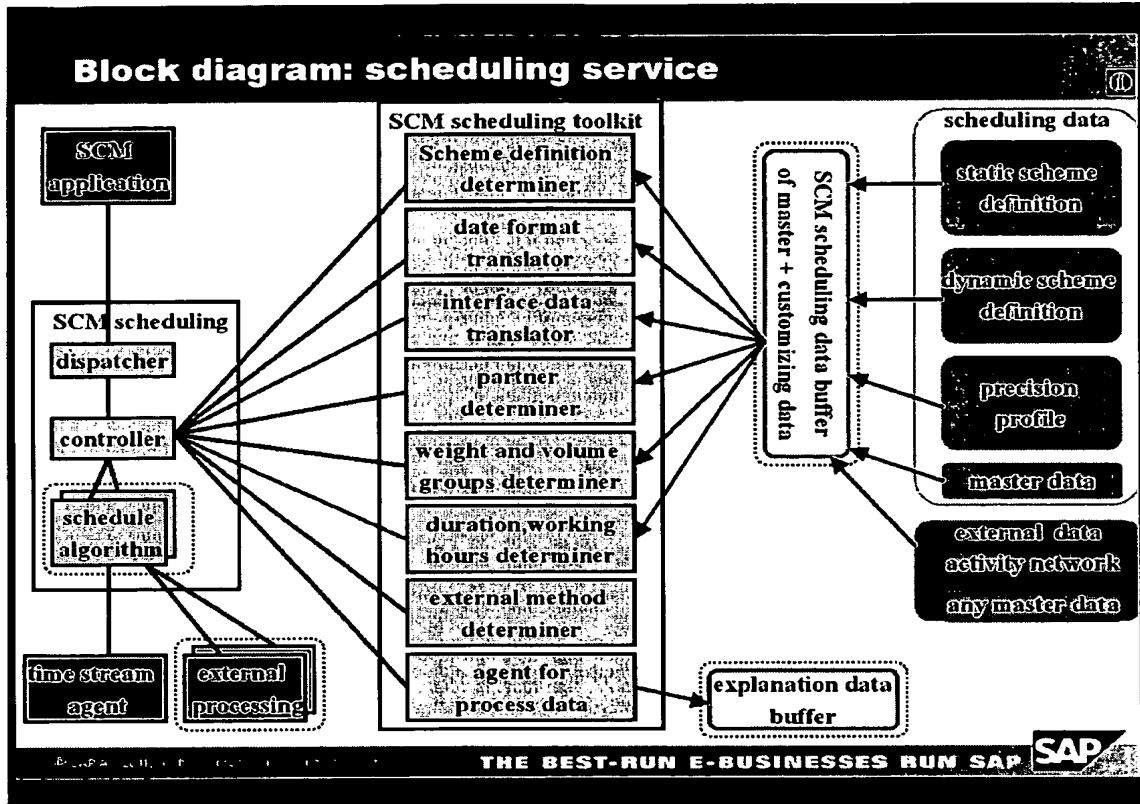 Block diagram: scheduling service
SCM
application
SCM scheduling
dispatcher
controller
schedule
algorithm
time stream
agent
external
processing
SCM scheduling toolkit
Scheme definition
determiner
date format
translator
interface data
translator
partner
determiner
weight and volume
groups determiner
duration,working
hours determiner
external method
determiner
agent for
process data
SCM scheduling data buffer
of master + customizing data
explanation data
buffer
scheduling data
static scheme
definition
dynamic scheme
definition
precision
profile
master data
external data
activity network
any master data
THE BEST-RUN E-BUSINESSES RUN SAP
SAP